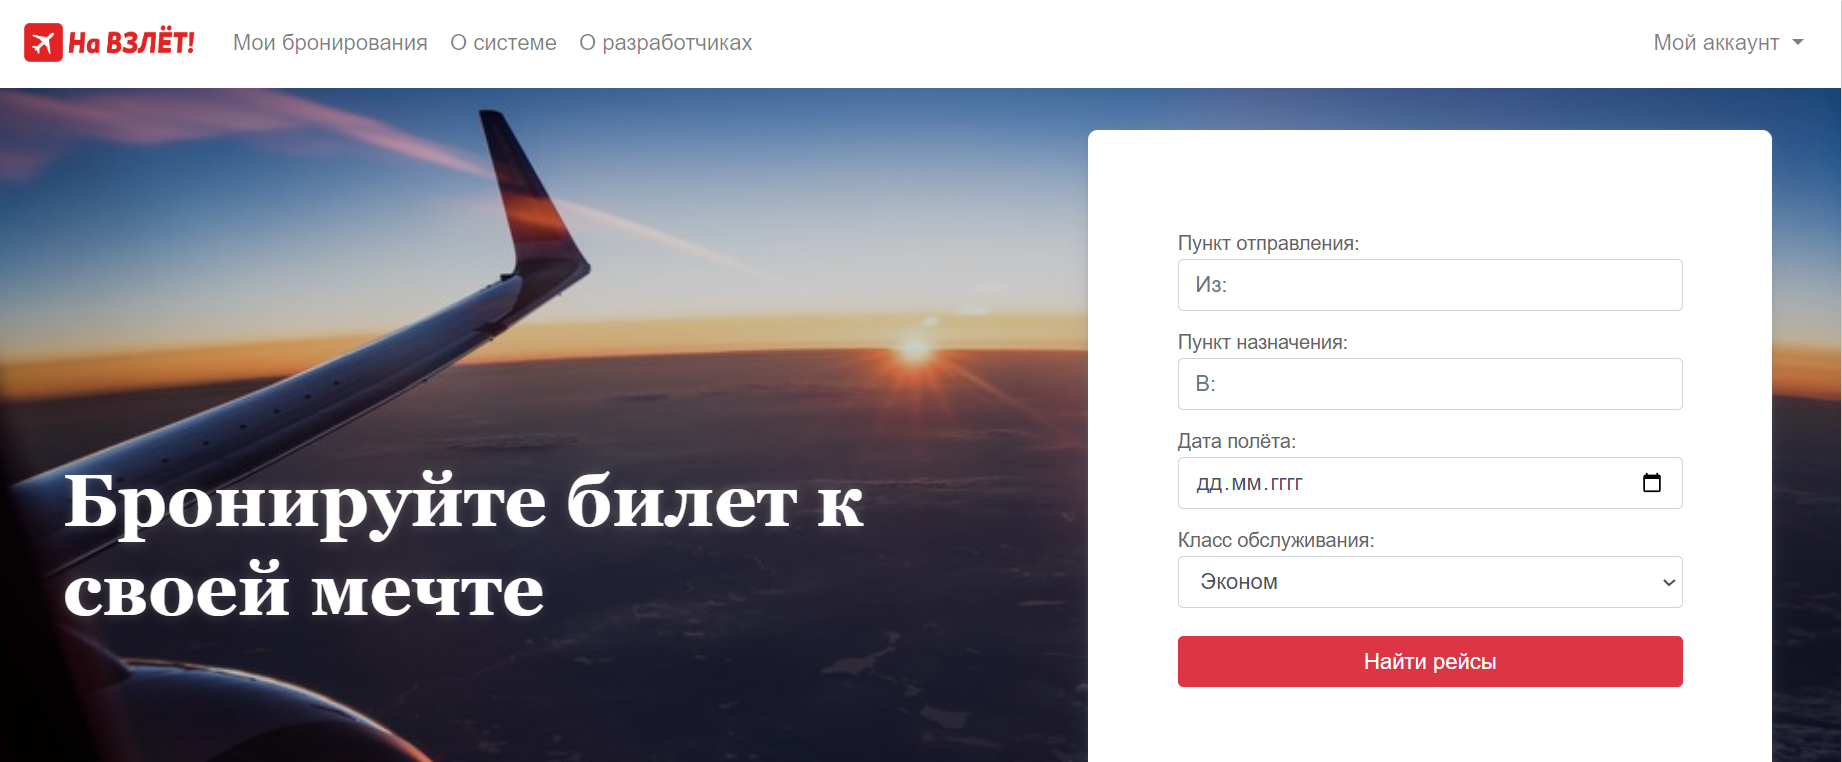 На ВЗЛЁТ!
Мои бронирования
О системе
О разработчиках
Мой аккаунт
Бронируйте билет к
своей мечте
Пункт отправления:
Из:
Пункт назначения:
В:
Дата полёта:
дд.мм.гггг
Класс обслуживания:
Эконом
Найти рейсы